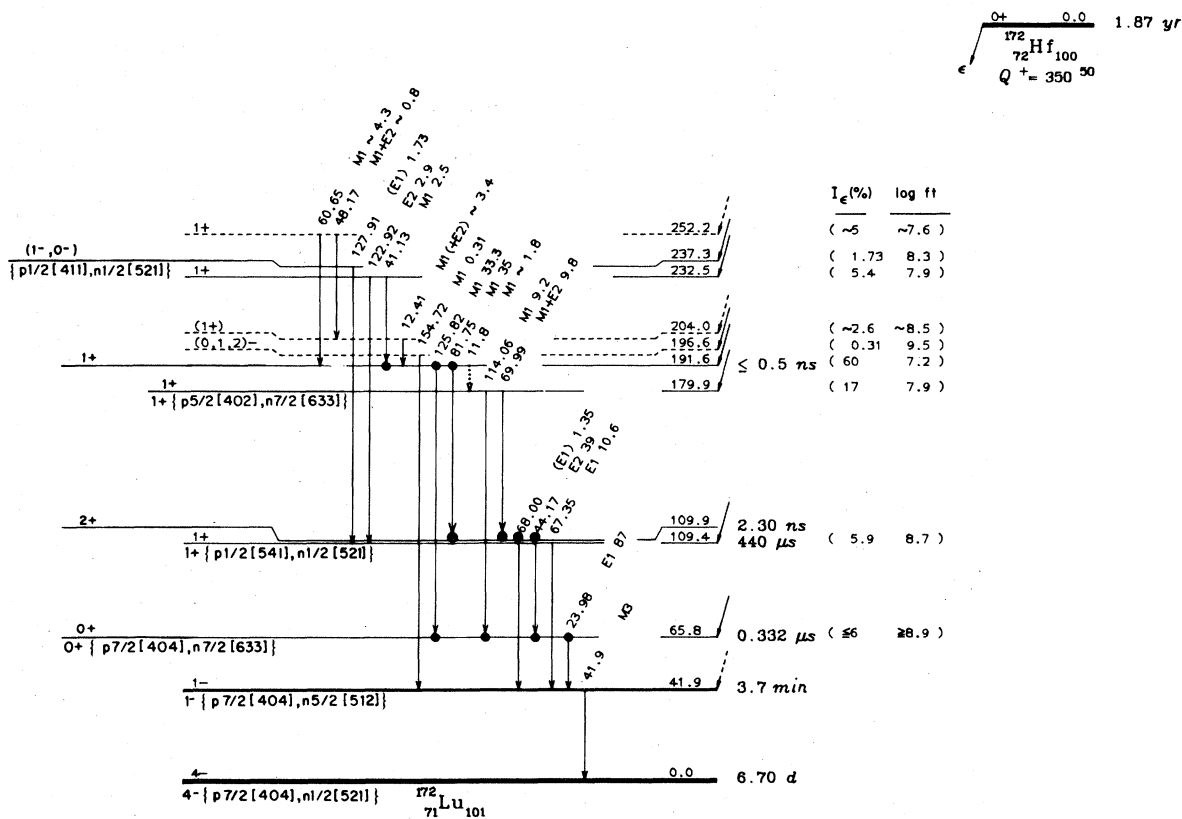 0+ 0.0 1.87 yr
172
72 Hf 100
ϵ
Q + = 350 50
M1 ~ 4.3
M1+E2 ~ 0.8
(E1) 1.73
E2 2.9
M1 2.5
M1(+E2) ~ 3.4
M1 0.31
M1 33.3
M1 35
M1 ~ 1.8
M1 9.2
M1+E2 9.8
60.65
48.17
127.91
122.92
41.13
12.41
154.72
125.82
81.75
11.8
114.06
69.99
Iϵ(%) log ft
1+ 252.2 ( ~5 ~7.6 )
(1-,0-) 237.3 ( 1.73 8.3 )
{p1/2[411],n1/2[521]}
1+ 232.5 ( 5.4 7.9 )
(1+) 204.0 ( ~2.6 ~8.5 )
(0,1,2)- 196.6 ( 0.31 9.5 )
1+ 191.6 ≤ 0.5 ns ( 60 7.2 )
1+ 179.9 ( 17 7.9 )
1+{p5/2[402],n7/2[633]}
(E1) 1.35
E2 39
E1 10.6
68.00
44.17
67.35
2+ 109.9 2.30 ns
1+ 109.4 440 μs ( 5.9 8.7 )
1+{p1/2[541],n1/2[521]}
E1 87
23.98
M3
0+ 65.8 0.332 μs ( ≤6 ≥8.9 )
0+{p7/2[404],n7/2[633]}
41.9
1- 41.9 3.7 min
1-{p7/2[404],n5/2[512]}
4- 0.0 6.70 d
4-{p7/2[404],n1/2[521]}
172
71 Lu 101